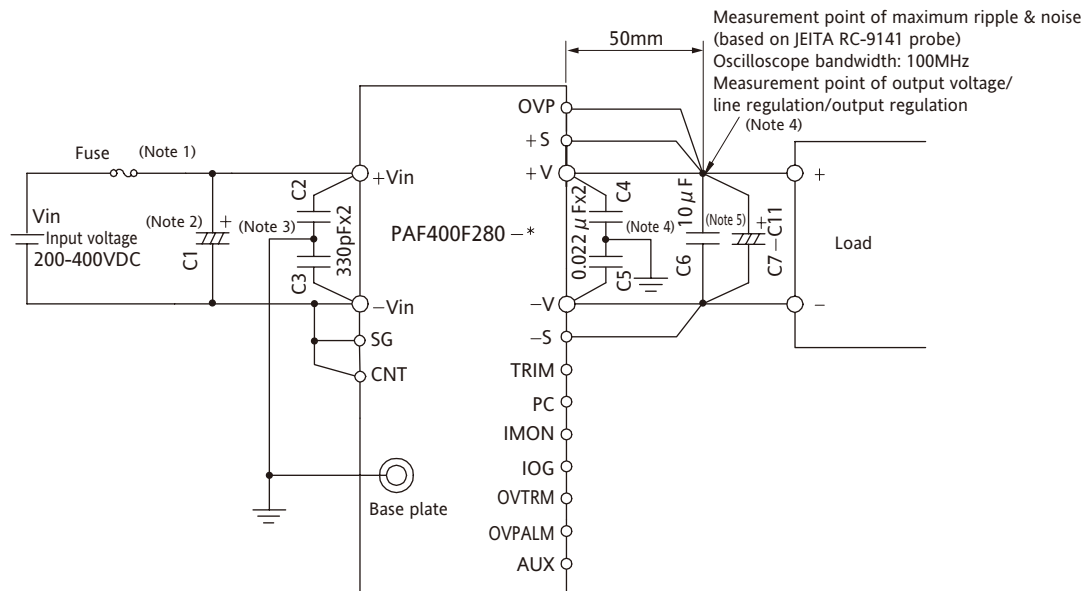 Measurement point of maximum ripple & noise
(based on JEITA RC-9141 probe)
Oscilloscope bandwidth: 100MHz
Measurement point of output voltage/
line regulation/output regulation
(Note 4)
50mm
OVP
+S
+V
Fuse
(Note 1)
+Vin
C2
C4
Vin
Input voltage
200-400VDC
(Note 2)
+
C1
(Note 3)
330pFx2
C3
PAF400F280 –*
0.022μFx2
(Note 4)
C5
10μF
C6
(Note 5)
+
C7–C11
+
Load
-
–Vin
–V
SG
–S
CNT
TRIM
PC
IMON
IOG
OVTRM
OVPALM
AUX
Base plate